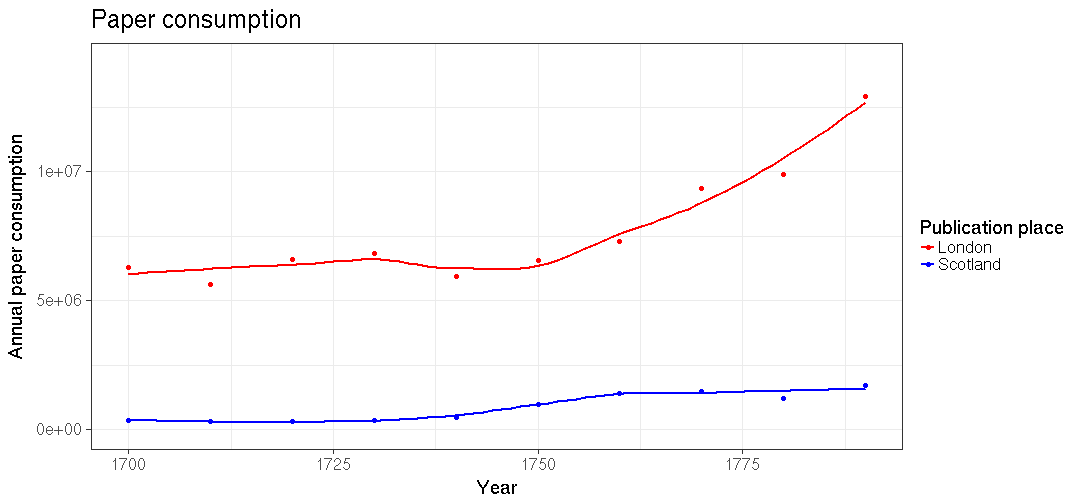 Paper consumption
Annual paper consumption
1e+07
5e+06
0e+00
1700 1725 1750 1775
Year
Publication place
London
Scotland